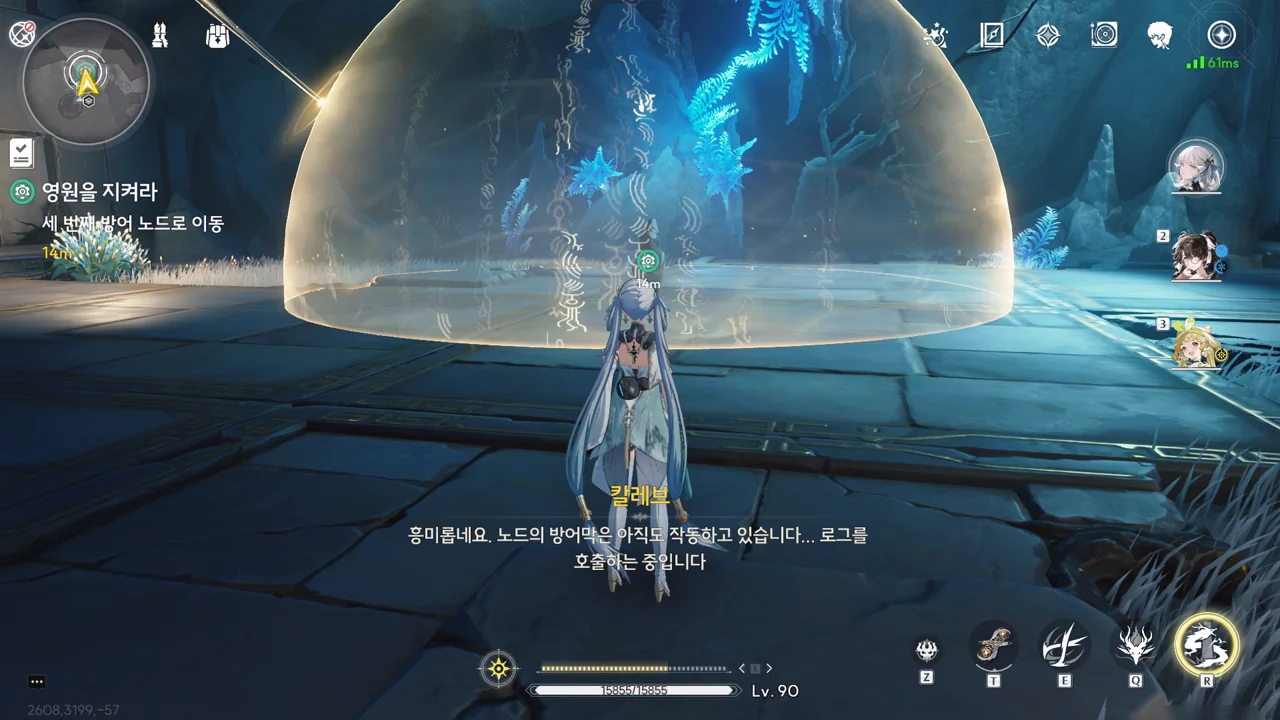 61ms
영원을 지켜라
세 번째 방어 노드로 이동
14m
14m
2
3
칼레브
흥미롭네요. 노드의 방어막은 아직도 작동하고 있습니다... 로그를
호출하는 중입니다
Z
T
E
Q
R
15855/15855
Lv. 90
2608,3199,-57